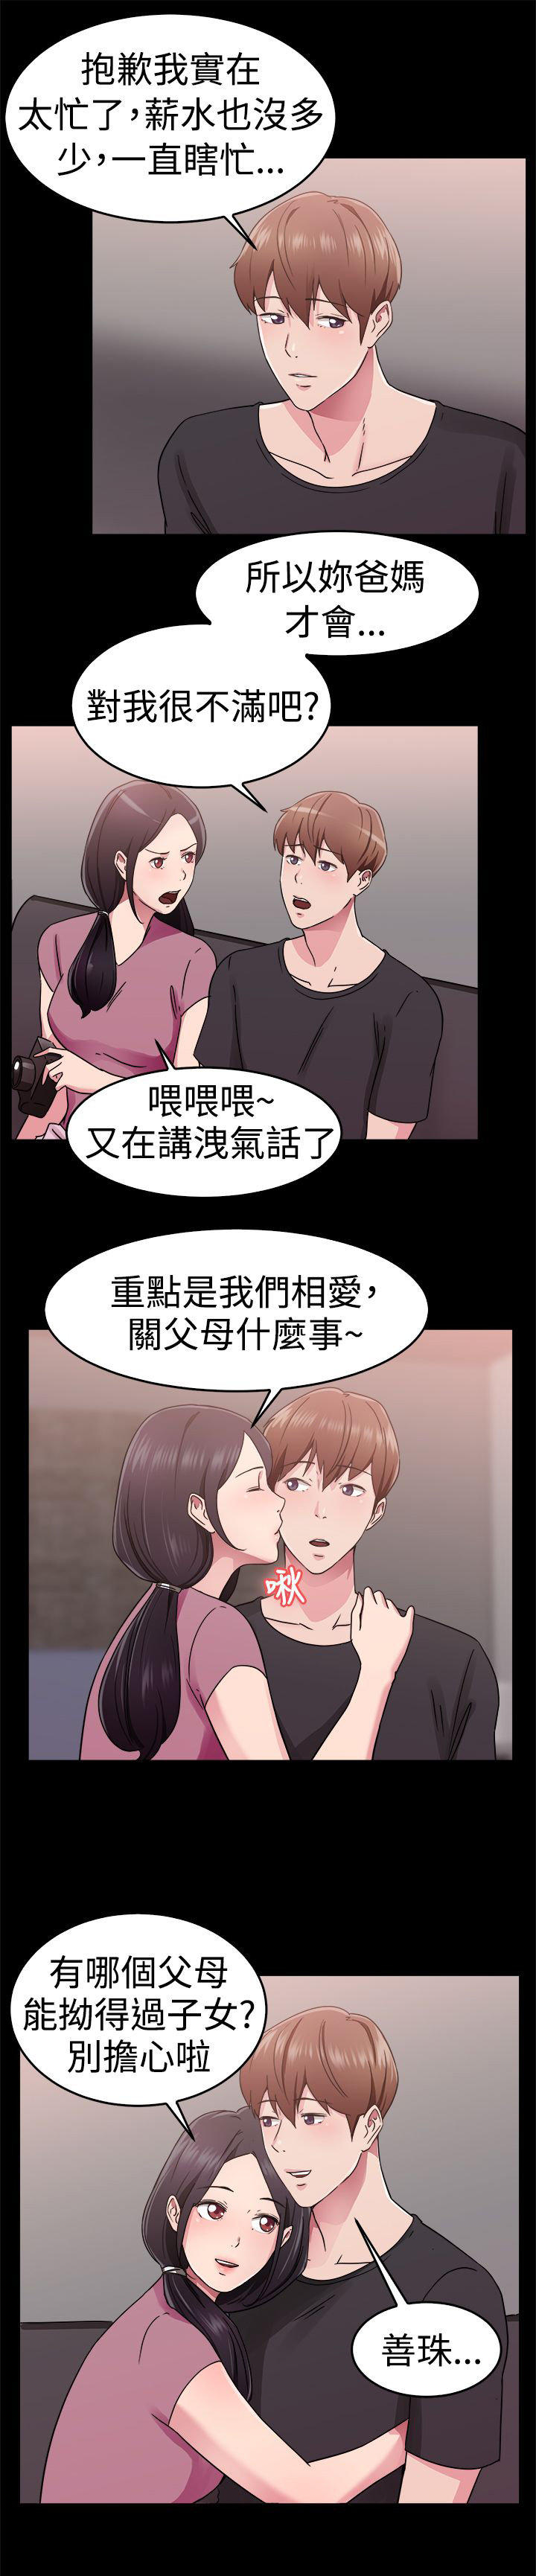 抱歉我實在
太忙了,薪水也沒多
少,一直瞎忙...
所以妳爸媽
才會...
對我很不滿吧?
喂喂喂~
又在講洩氣話了
重點是我們相愛,
關父母什麼事~
啾
有哪個父母
能拗得過子女?
別擔心啦
善珠...